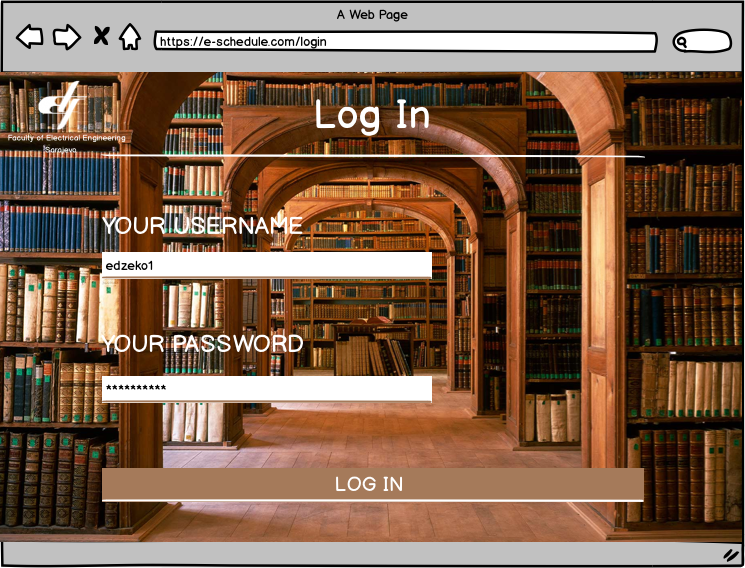 A Web Page
https://e-schedule.com/login
Log In
Faculty of Electrical Engineering
Sarajevo
YOUR USERNAME
edzeko1
YOUR PASSWORD
**********
LOG IN